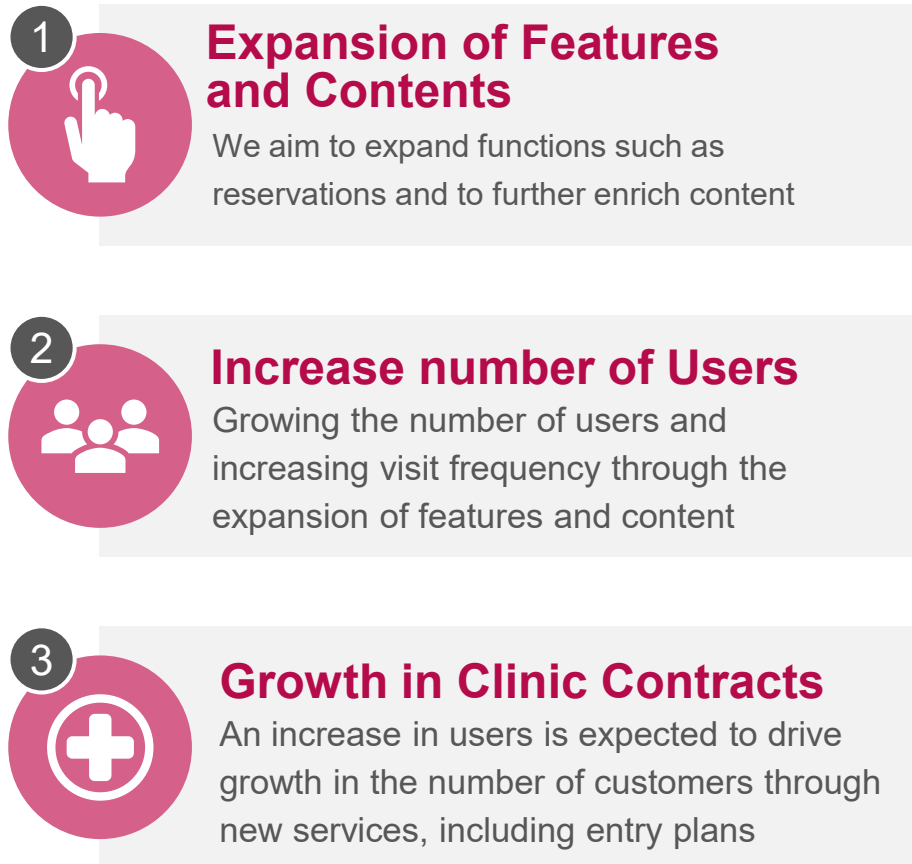 1
Expansion of Features
and Contents
We aim to expand functions such as
reservations and to further enrich content
2
Increase number of Users
Growing the number of users and
increasing visit frequency through the
expansion of features and content
3
Growth in Clinic Contracts
An increase in users is expected to drive
growth in the number of customers through
new services, including entry plans